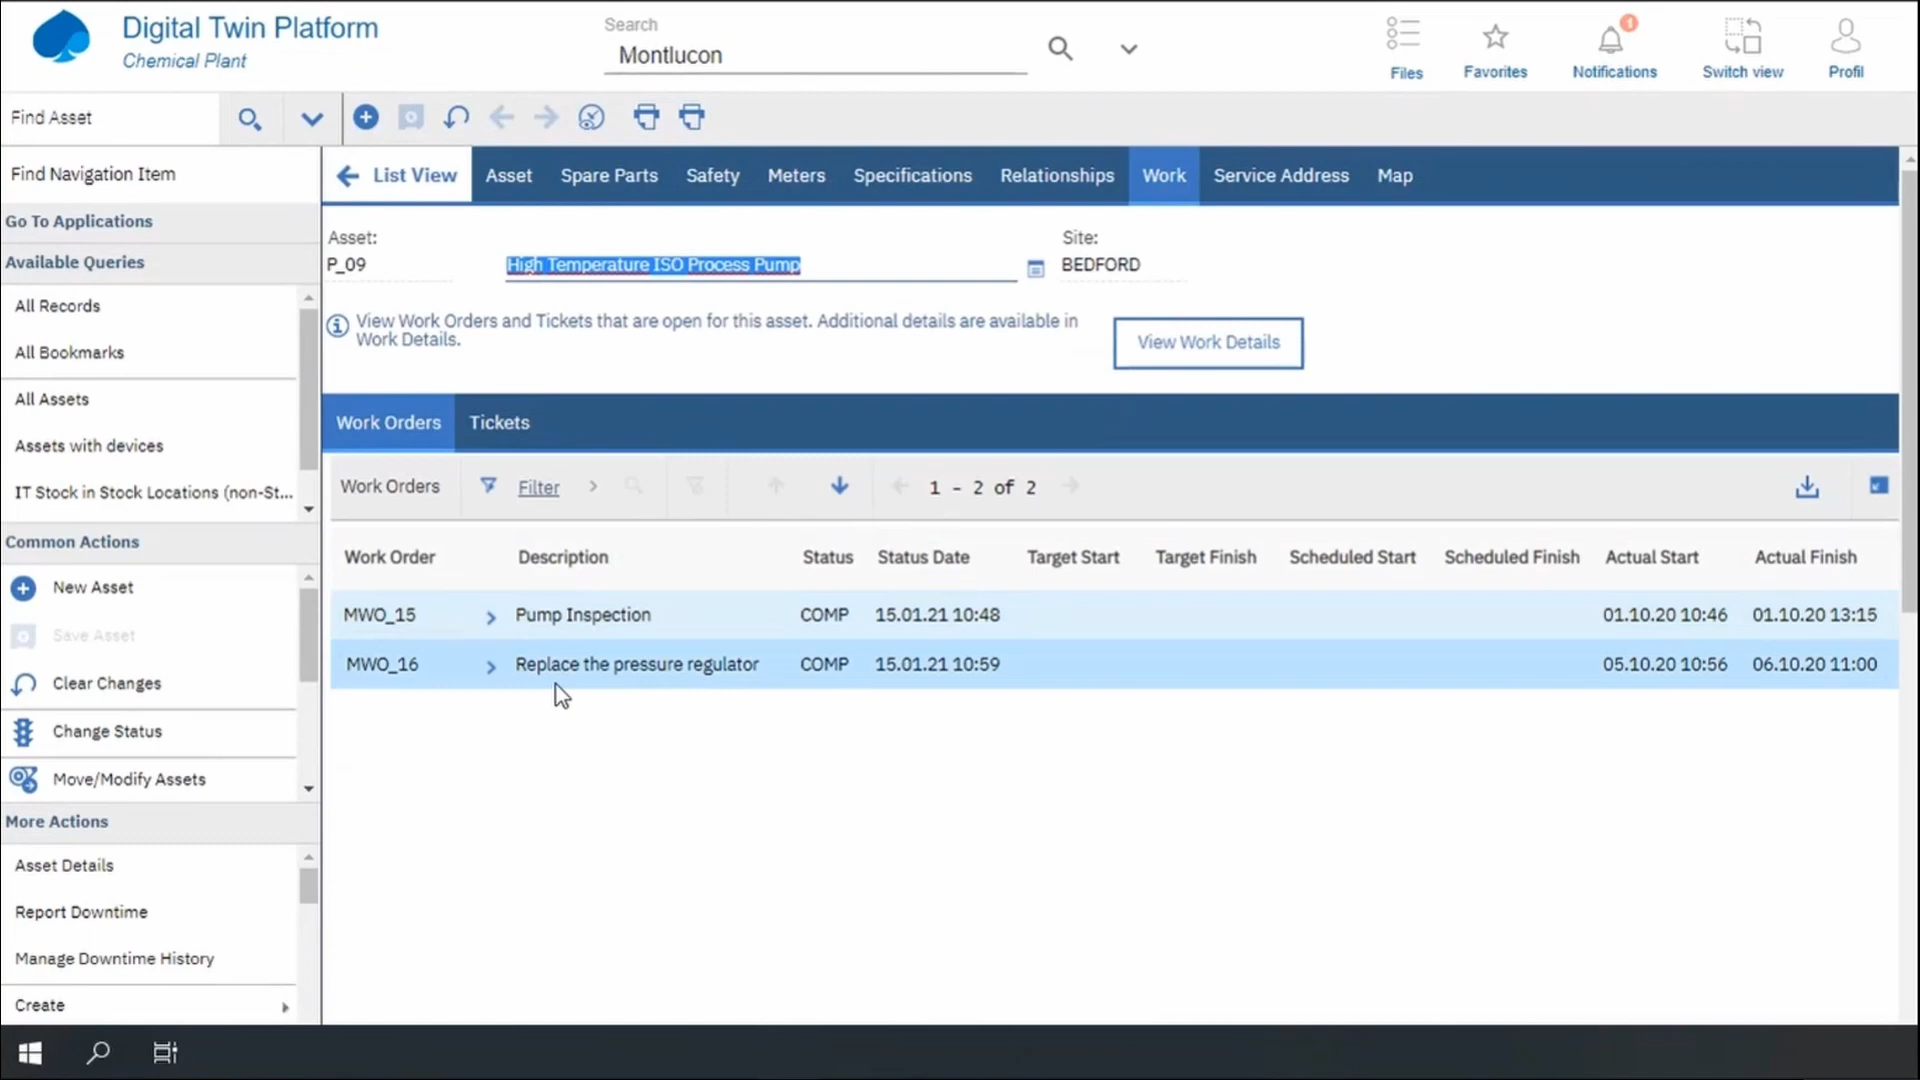 Digital Twin Platform
Chemical Plant
Search
Montlucon
Files
Favorites
1
Notifications
Switch view
Profil
Find Asset
Find Navigation Item
Go To Applications
Available Queries
All Records
All Bookmarks
All Assets
Assets with devices
IT Stock in Stock Locations (non-St...
Common Actions
New Asset
Save Asset
Clear Changes
Change Status
Move/Modify Assets
More Actions
Asset Details
Report Downtime
Manage Downtime History
Create
List View Asset Spare Parts Safety Meters Specifications Relationships Work Service Address Map
Asset:
P_09
High Temperature ISO Process Pump
Site:
BEDFORD
View Work Orders and Tickets that are open for this asset. Additional details are available in
Work Details.
View Work Details
Work Orders Tickets
Work Orders Filter 1 - 2 of 2
Work Order Description Status Status Date Target Start Target Finish Scheduled Start Scheduled Finish Actual Start Actual Finish
MWO_15 Pump Inspection COMP 15.01.21 10:48 01.10.20 10:46 01.10.20 13:15
MWO_16 Replace the pressure regulator COMP 15.01.21 10:59 05.10.20 10:56 06.10.20 11:00